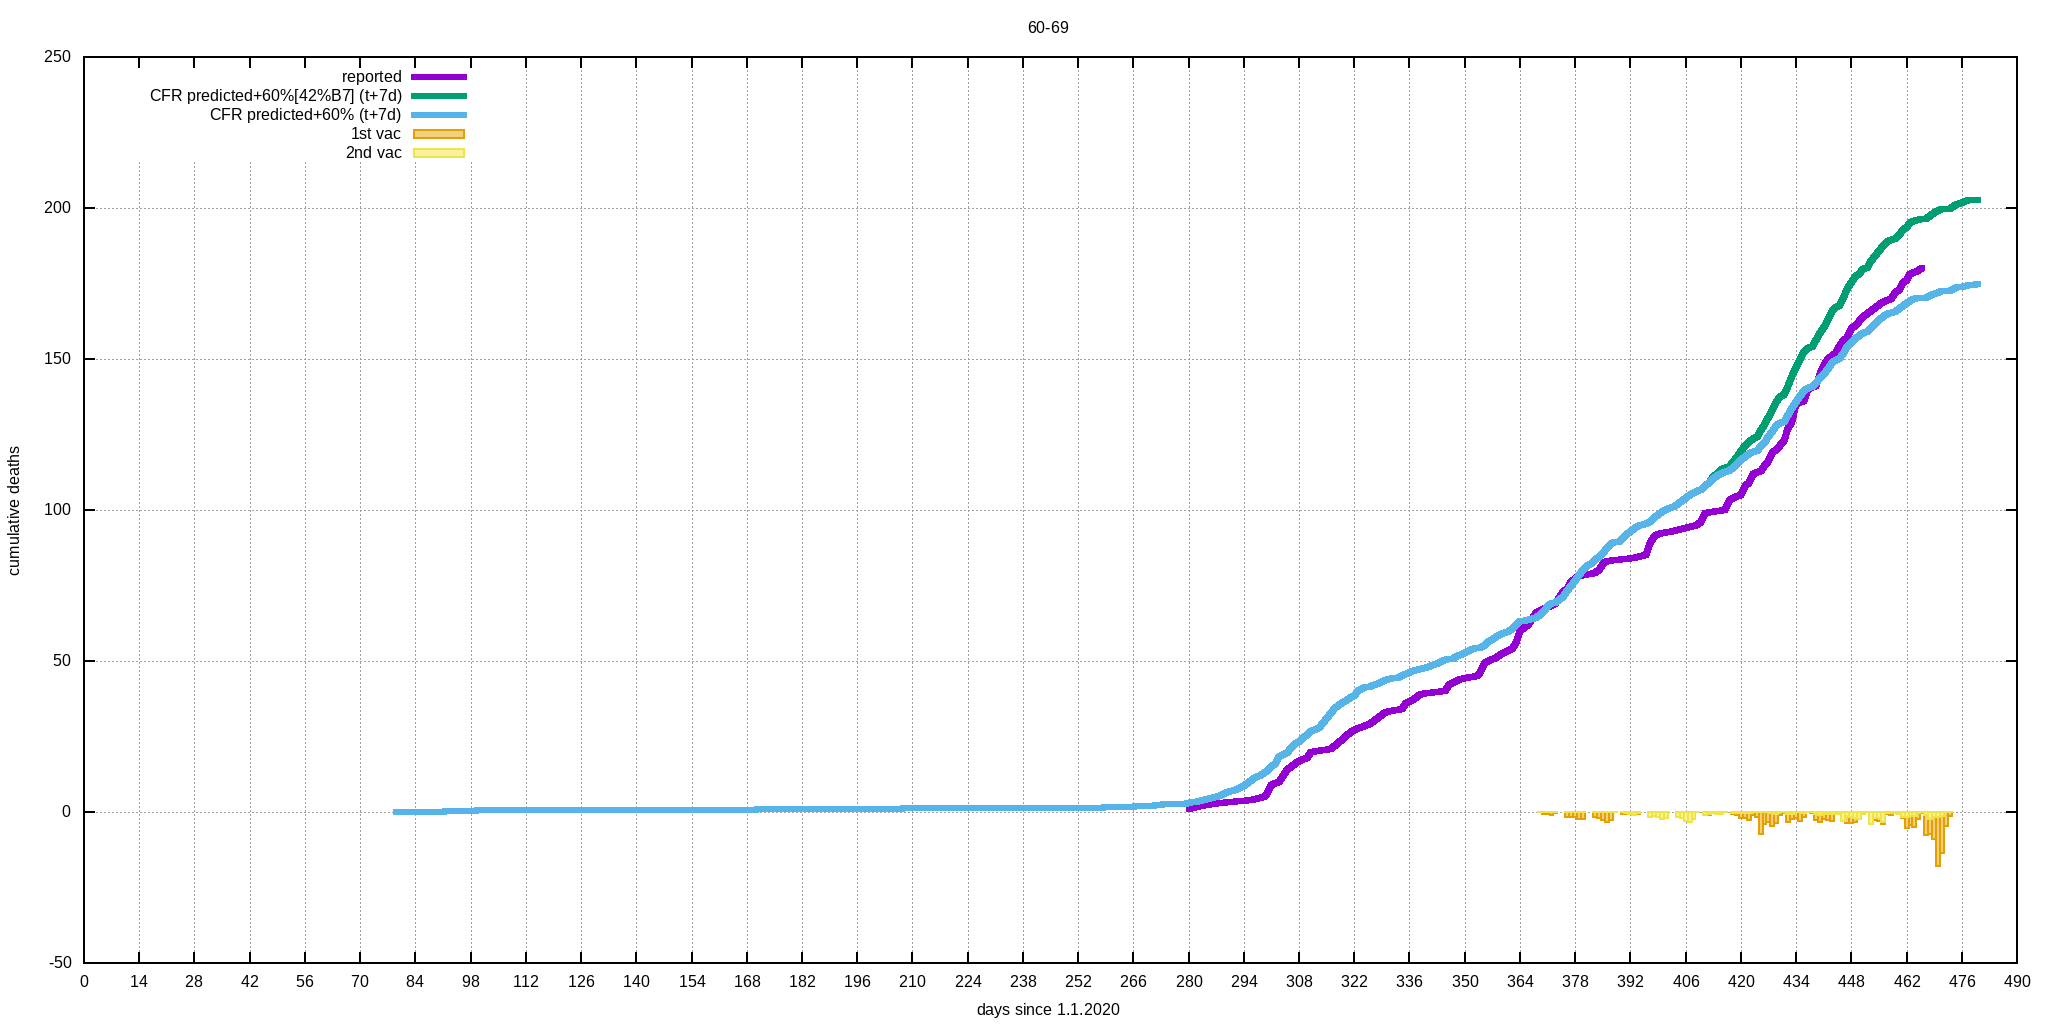 60-69
250
200
150
100
50
0
-50
cumulative deaths
reported
CFR predicted+60%[42%B7] (t+7d)
CFR predicted+60% (t+7d)
1st vac
2nd vac
0 14 28 42 56 70 84 98 112 126 140 154 168 182 196 210 224 238 252 266 280 294 308 322 336 350 364 378 392 406 420 434 448 462 476 490
days since 1.1.2020